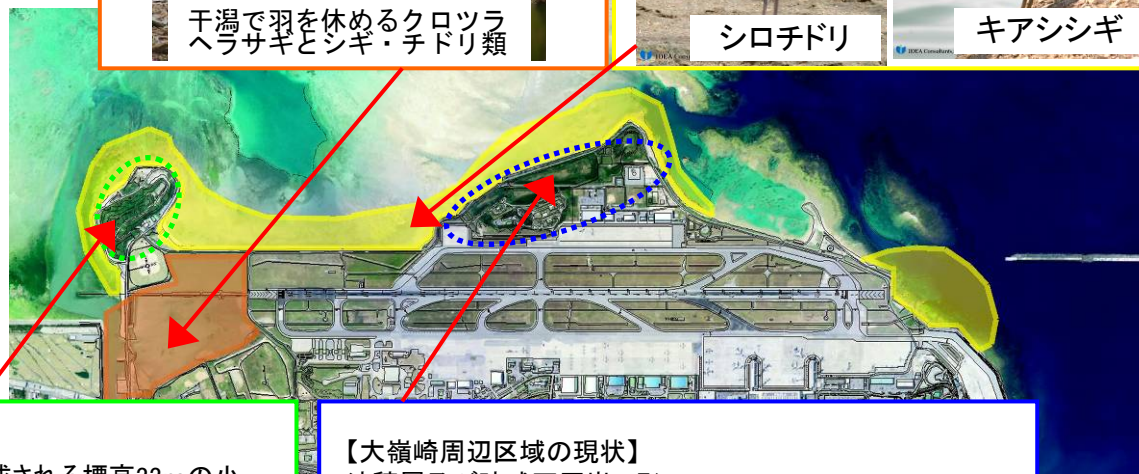 干潟で羽を休めるクロツラ
ヘラサギとシギ・チドリ類
シロチドリ
キアシシギ
IDEA Consultants,
【大嶺崎周辺区域の現状】